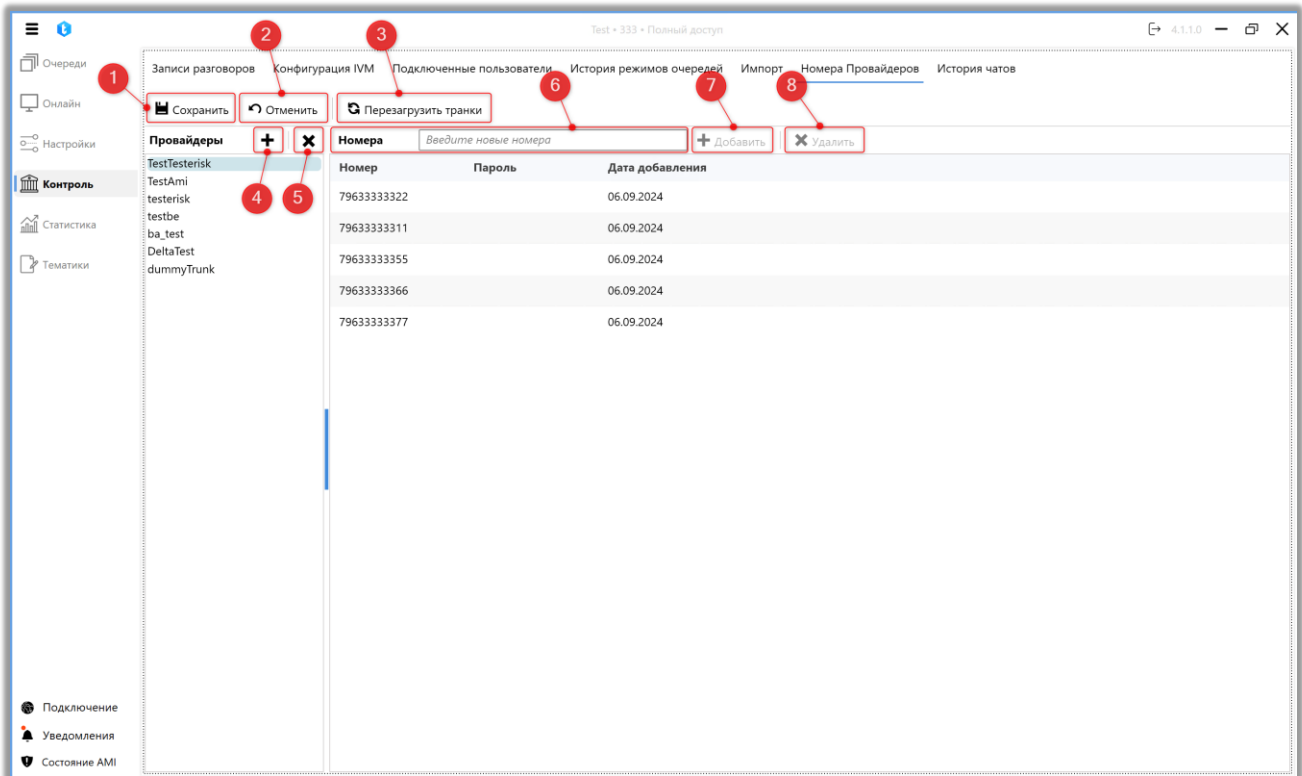 Test • 333 • Полный доступ
4.1.1.0
Очереди
Онлайн
Настройки
Контроль
Статистика
Тематики
Подключение
Уведомления
Состояние AMI
Записи разговоров Конфигурация IVM Подключенные пользователи История режимов очередей Импорт Номера Провайдеров История чатов
1 2 3
Сохранить Отменить Перезагрузить транки
6 7 8
Провайдеры
4 5
TestTesterisk
TestAmi
testerisk
testbe
ba_test
DeltaTest
dummyTrunk
Номера Введите новые номера Добавить Удалить
Номер Пароль Дата добавления
79633333322 06.09.2024
79633333311 06.09.2024
79633333355 06.09.2024
79633333366 06.09.2024
79633333377 06.09.2024